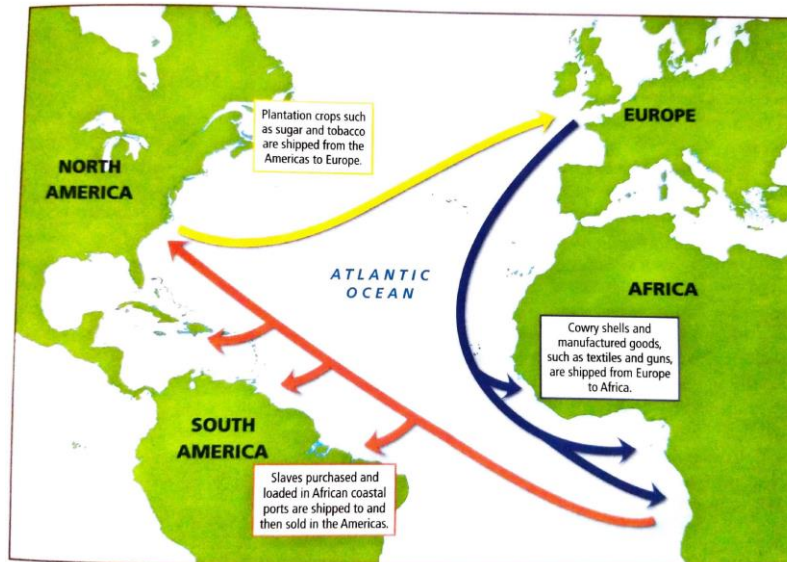 Plantation crops such
as sugar and tobacco
are shipped from the
Americas to Europe.
EUROPE
NORTH
AMERICA
ATLANTIC
OCEAN
AFRICA
Cowry shells and
manufactured goods,
such as textiles and guns,
are shipped from Europe
to Africa.
SOUTH
AMERICA
Slaves purchased and
loaded in African coastal
ports are shipped to and
then sold in the Americas.